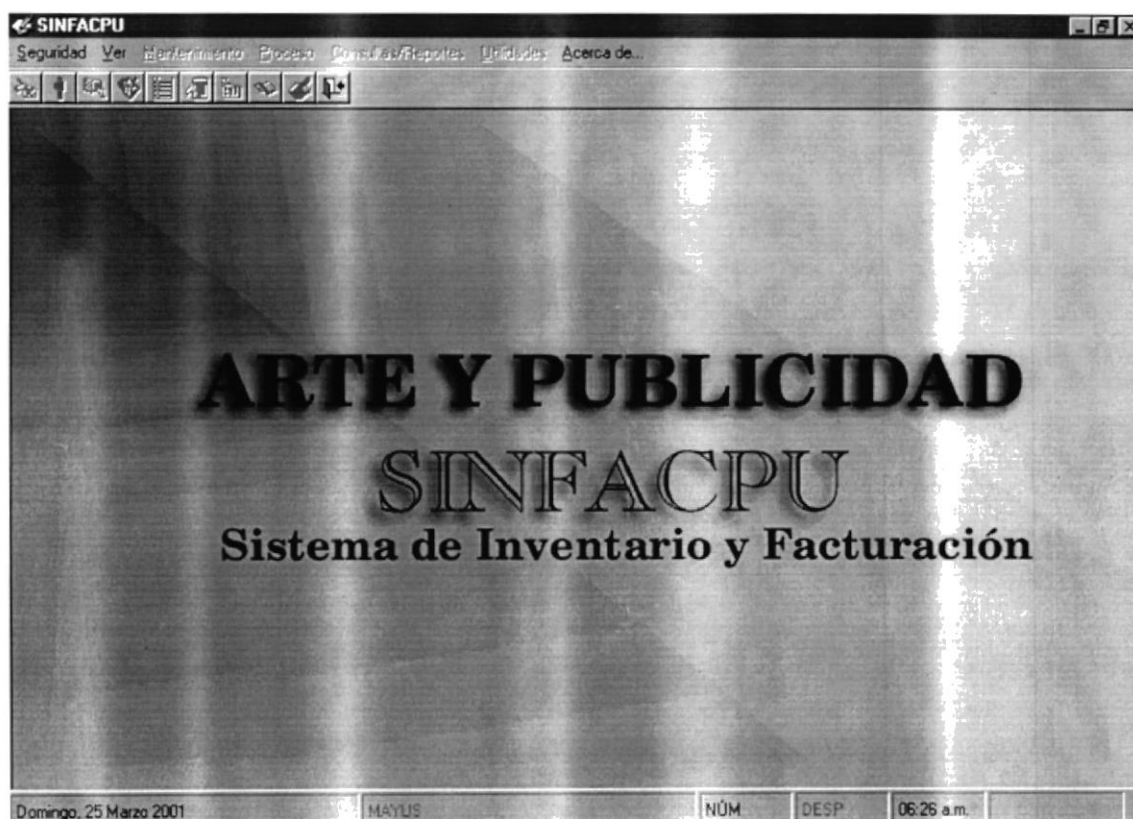 SINFACPU
Seguridad Ver Mantenimiento Proceso Consultas/Reportes Utilidades Acerca de...
ARTE Y PUBLICIDAD
SINFACPU
Sistema de Inventario y Facturación
Domingo, 25 Marzo 2001 MAYUS NÚM DESP 06:26 a.m.